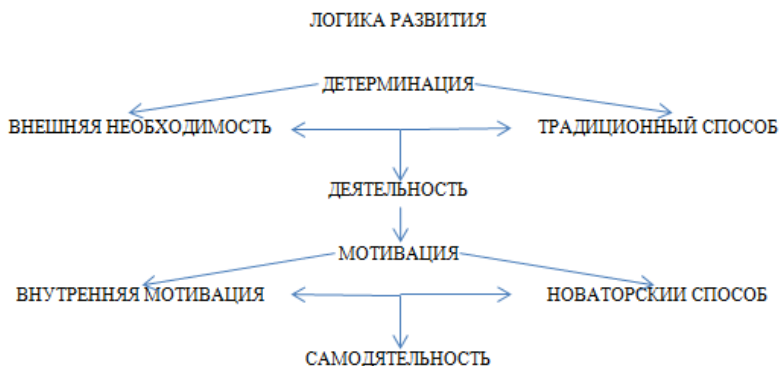 ЛОГИКА РАЗВИТИЯ
ДЕТЕРМИНАЦИЯ
ВНЕШНЯЯ НЕОБХОДИМОСТЬ ТРАДИЦИОННЫЙ СПОСОБ
ДЕЯТЕЛЬНОСТЬ
МОТИВАЦИЯ
ВНУТРЕННЯЯ МОТИВАЦИЯ НОВАТОРСКИЙ СПОСОБ
САМОДЯТЕЛЬНОСТЬ